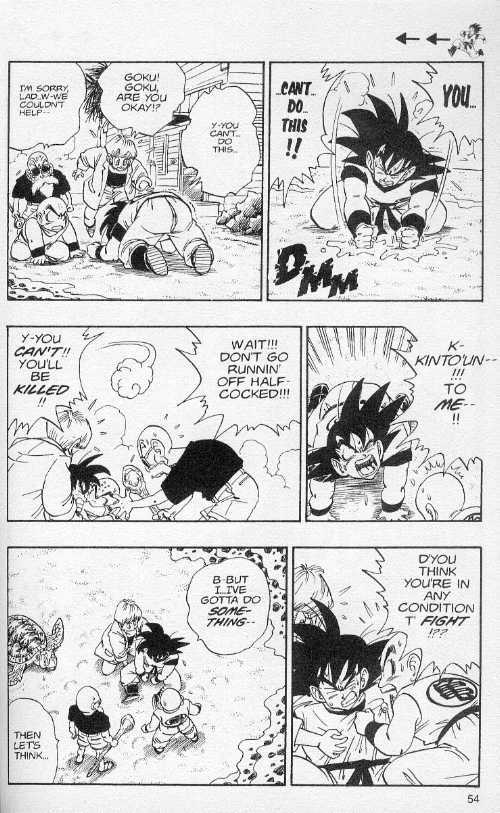 YOU...
...CAN'T...
DO
THIS
!!
Y-YOU
CAN'T...
DO
THIS...
GOKU!
GOKU,
ARE YOU
OKAY!?
I'M SORRY,
LAD...W-WE
COULDN'T
HELP--
DMM
K-
KINTO'UN--
!!!
TO
ME--
!!
WAIT!!!
DON'T GO
RUNNIN'
OFF HALF-
COCKED!!!
Y-YOU
CAN'T!!
YOU'LL
BE
KILLED
!!
D'YOU
THINK
YOU'RE IN
ANY
CONDITION
T' FIGHT
!??
B-BUT
I...I'VE
GOTTA DO
SOME-
THING--
THEN
LET'S
THINK...
54